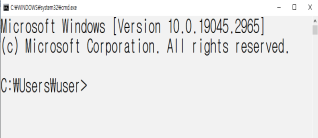 C:₩WINDOWS₩system32₩cmd.exe
Microsoft Windows [Version 10.0.19045.2965]
(c) Microsoft Corporation. All rights reserved.
C:₩Users₩user>